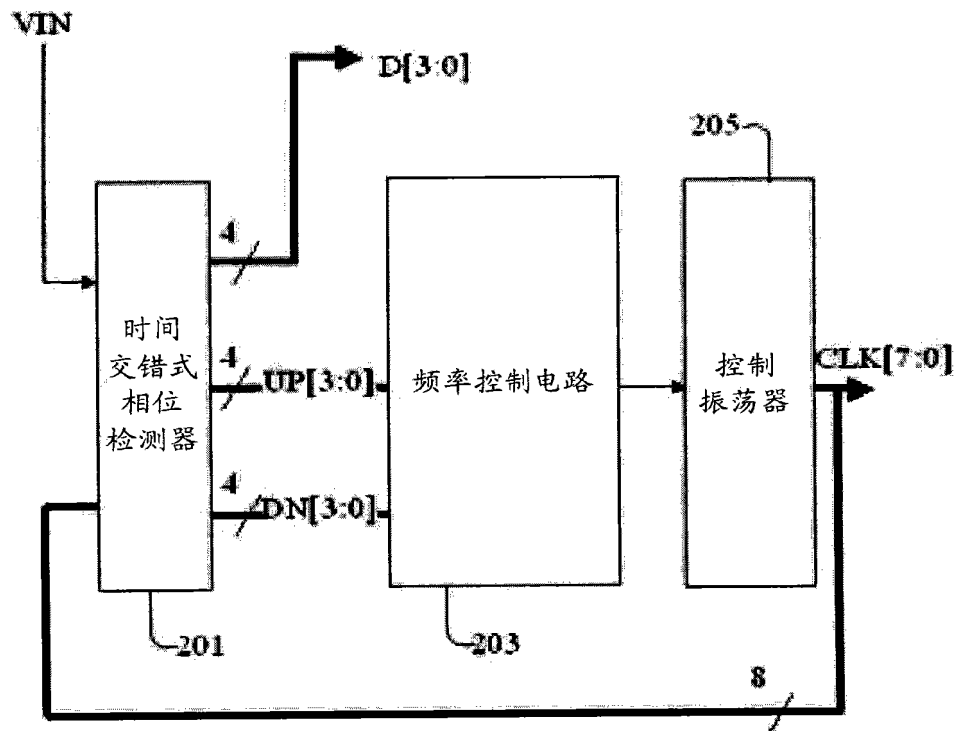 VIN
D[3:0]
205
4
时间
交错式
相位
检测器
4
UP[3:0]
频率控制电路
控制
振荡器
CLK[7:0]
4
DN[3:0]
201
203
8